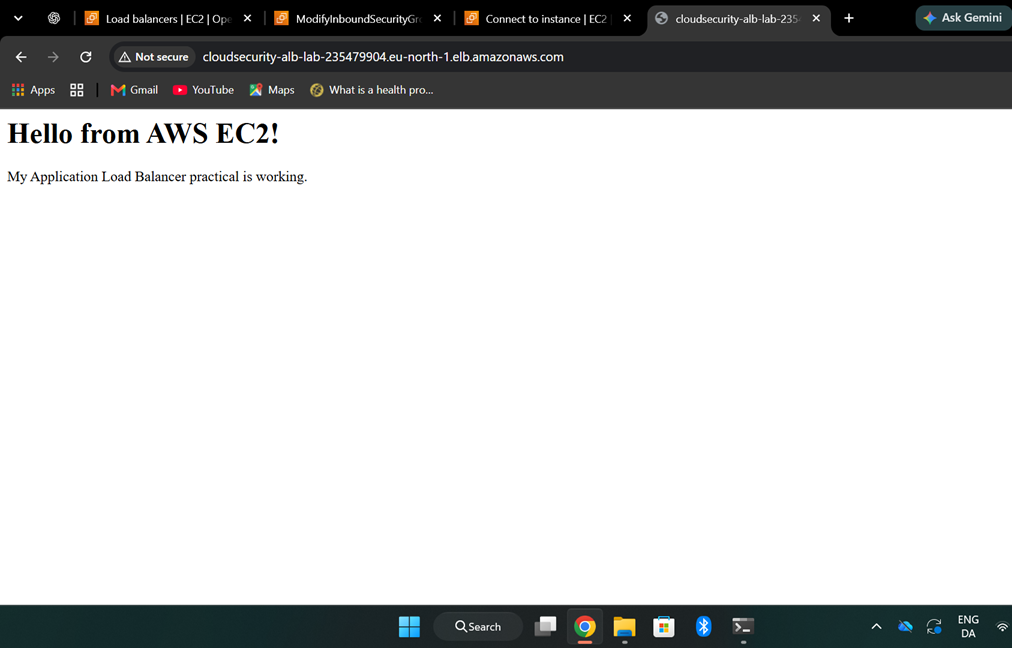 Load balancers | EC2 | Ope
ModifyInboundSecurityGr
Connect to instance | EC2
cloudsecurity-alb-lab-235
Ask Gemini
Not secure
cloudsecurity-alb-lab-235479904.eu-north-1.elb.amazonaws.com
Apps
Gmail
YouTube
Maps
What is a health pro...
Hello from AWS EC2!
My Application Load Balancer practical is working.
Search
ENG
DA